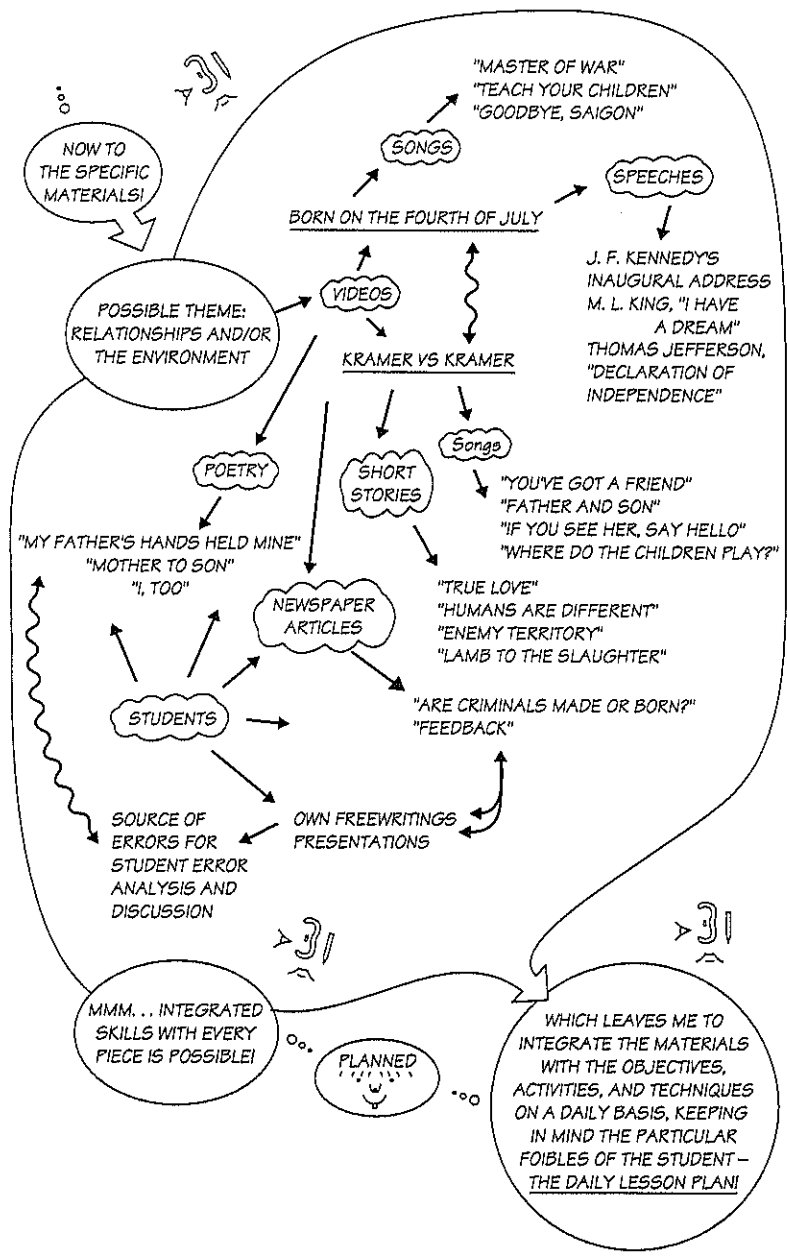 NOW TO
THE SPECIFIC
MATERIALS!
"MASTER OF WAR"
"TEACH YOUR CHILDREN"
"GOODBYE, SAIGON"
SONGS
SPEECHES
BORN ON THE FOURTH OF JULY
J. F. KENNEDY'S
INAUGURAL ADDRESS
M. L. KING, "I HAVE
A DREAM"
THOMAS JEFFERSON,
"DECLARATION OF
INDEPENDENCE"
POSSIBLE THEME:
RELATIONSHIPS AND/OR
THE ENVIRONMENT
VIDEOS
KRAMER VS KRAMER
POETRY
SHORT
STORIES
Songs
"YOU'VE GOT A FRIEND"
"FATHER AND SON"
"IF YOU SEE HER, SAY HELLO"
"WHERE DO THE CHILDREN PLAY?"
"MY FATHER'S HANDS HELD MINE"
"MOTHER TO SON"
"I, TOO"
NEWSPAPER
ARTICLES
"TRUE LOVE"
"HUMANS ARE DIFFERENT"
"ENEMY TERRITORY"
"LAMB TO THE SLAUGHTER"
STUDENTS
"ARE CRIMINALS MADE OR BORN?"
"FEEDBACK"
SOURCE OF
ERRORS FOR
STUDENT ERROR
ANALYSIS AND
DISCUSSION
OWN FREEWRITINGS
PRESENTATIONS
MMM... INTEGRATED
SKILLS WITH EVERY
PIECE IS POSSIBLE!
PLANNED
WHICH LEAVES ME TO
INTEGRATE THE MATERIALS
WITH THE OBJECTIVES,
ACTIVITIES, AND TECHNIQUES
ON A DAILY BASIS, KEEPING
IN MIND THE PARTICULAR
FOIBLES OF THE STUDENT –
THE DAILY LESSON PLAN!